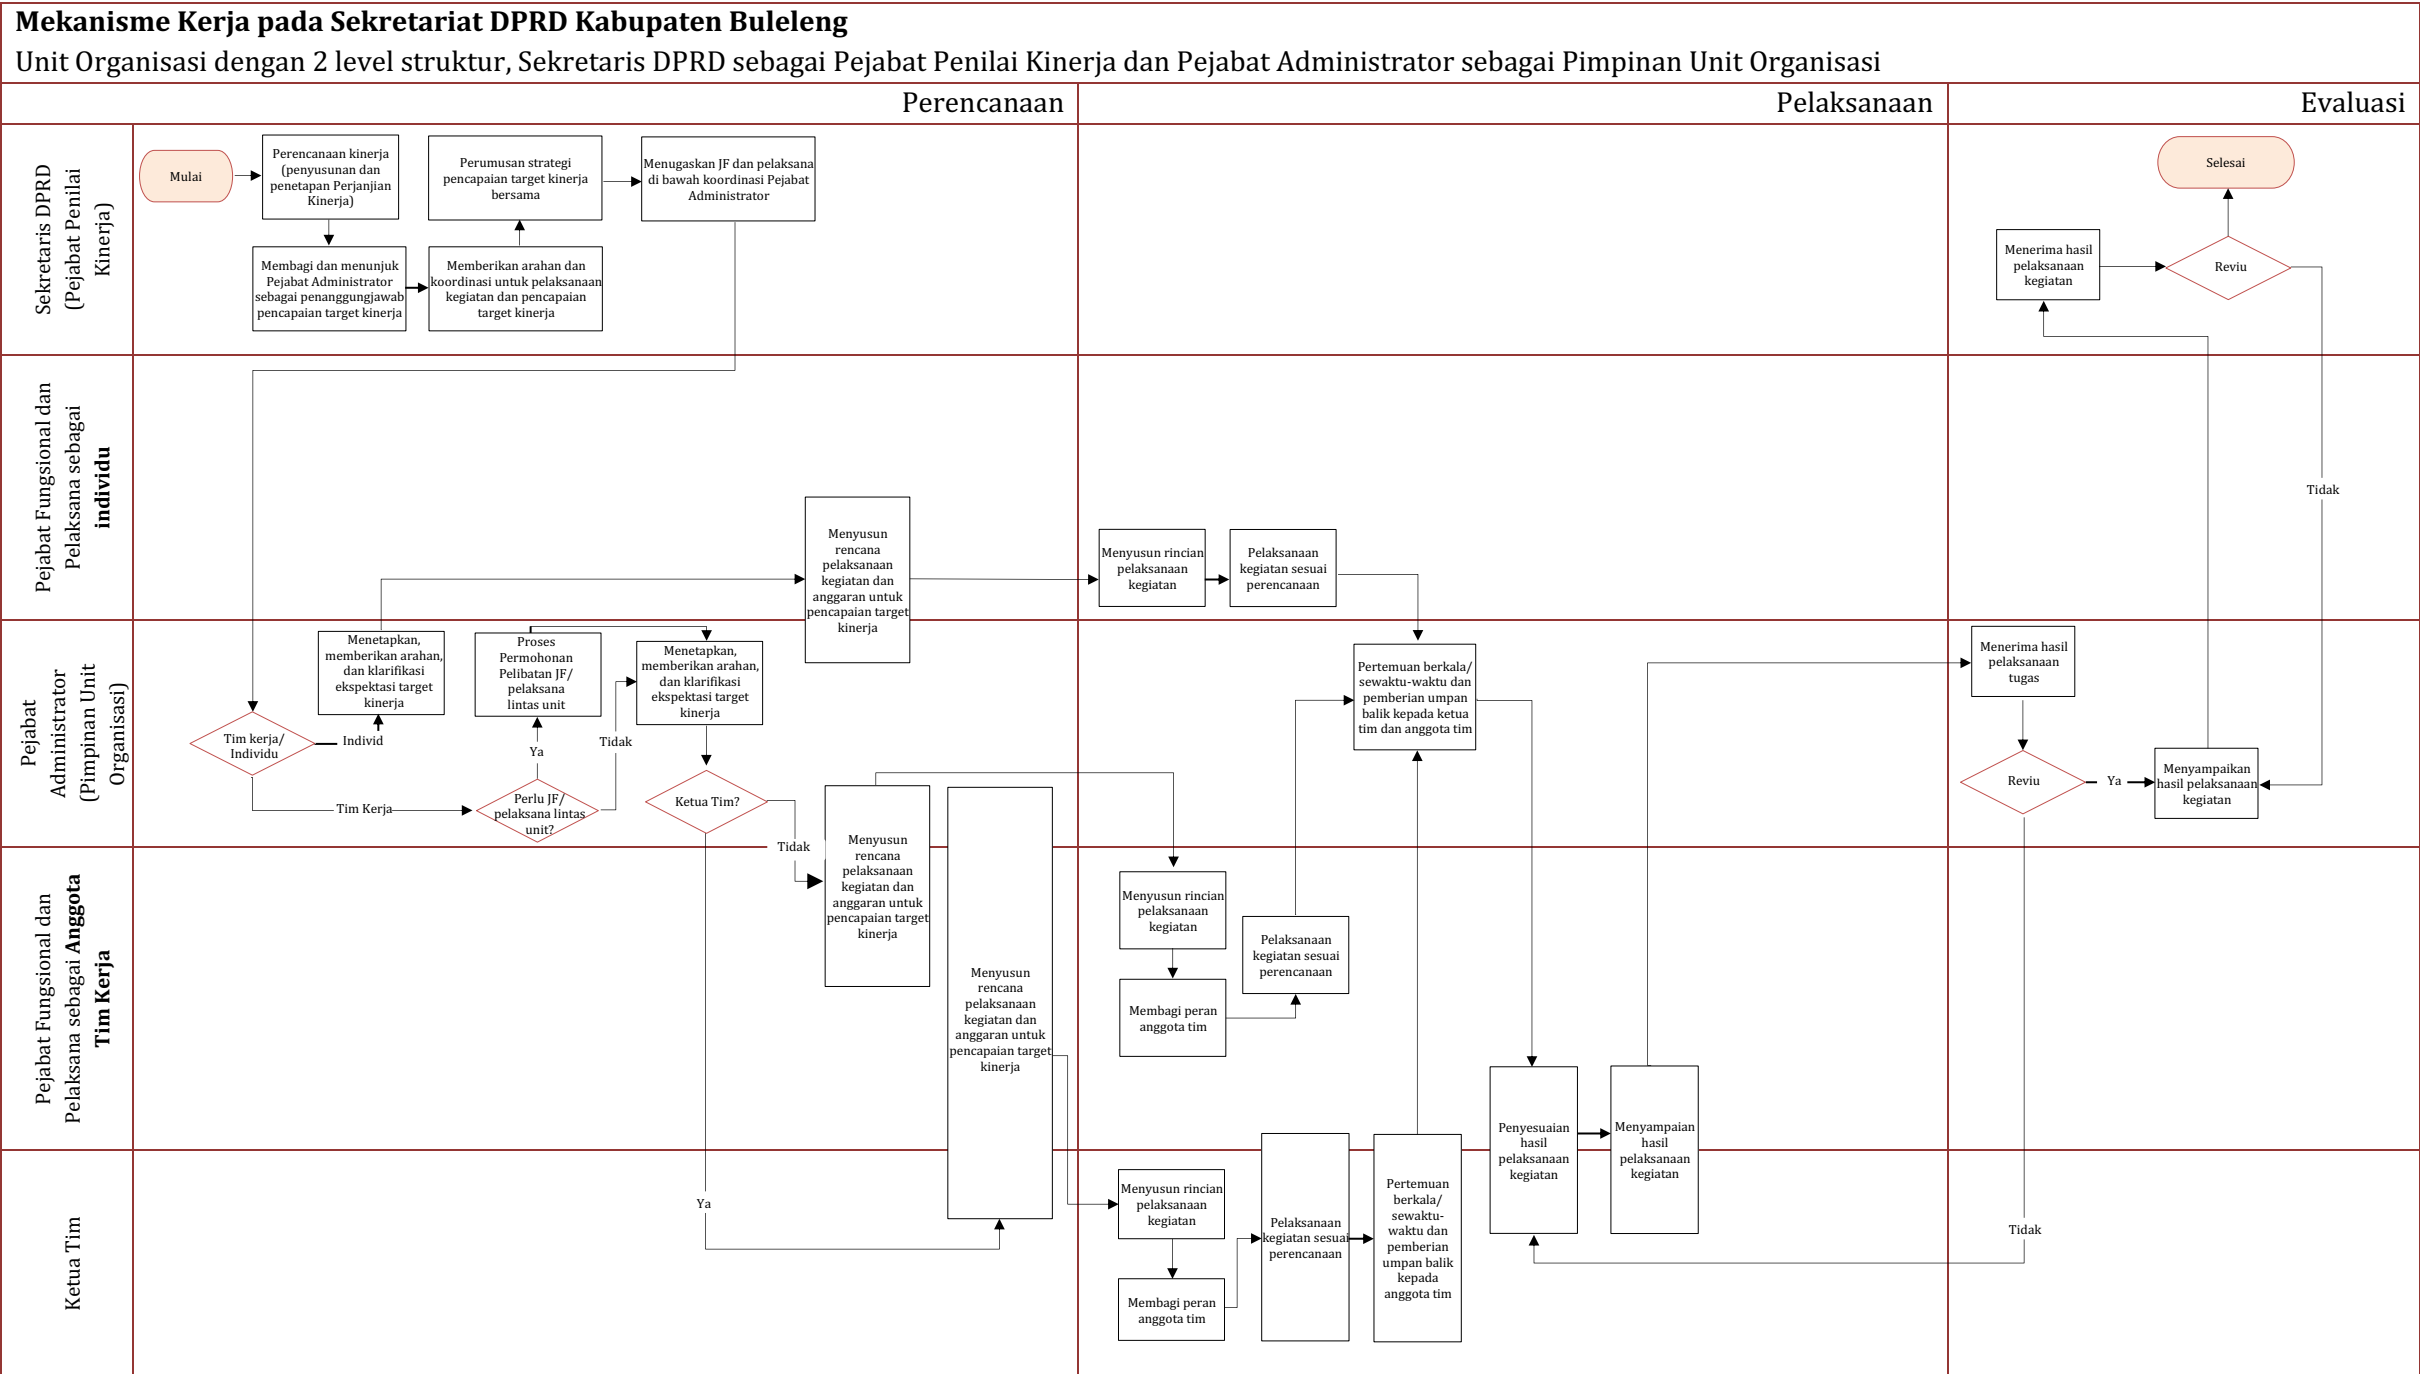 Mekanisme Kerja pada Sekretariat DPRD Kabupaten Buleleng
Unit Organisasi dengan 2 level struktur, Sekretaris DPRD sebagai Pejabat Penilai Kinerja dan Pejabat Administrator sebagai Pimpinan Unit Organisasi
Perencanaan
Pelaksanaan
Evaluasi
Sekretaris DPRD
(Pejabat Penilai
Kinerja)
Mulai
Perencanaan kinerja
(penyusunan dan
penetapan Perjanjian
Kinerja)
Perumusan strategi
pencapaian target kinerja
bersama
Menugaskan JF dan pelaksana
di bawah koordinasi Pejabat
Administrator
Membagi dan menunjuk
Pejabat Administrator
sebagai penanggungjawab
pencapaian target kinerja
Memberikan arahan dan
koordinasi untuk pelaksanaan
kegiatan dan pencapaian
target kinerja
Selesai
Menerima hasil
pelaksanaan
kegiatan
Reviu
Pejabat Fungsional dan
Pelaksana sebagai
individu
Menyusun
rencana
pelaksanaan
kegiatan dan
anggaran untuk
pencapaian target
kinerja
Menyusun rincian
pelaksanaan
kegiatan
Pelaksanaan
kegiatan sesuai
perencanaan
Tidak
Pejabat
Administrator
(Pimpinan Unit
Organisasi)
Tim kerja/
Individu
Individ
Tim Kerja
Menetapkan,
memberikan arahan,
dan klarifikasi
ekspektasi target
kinerja
Proses
Permohonan
Pelibatan JF/
pelaksana
lintas unit
Ya
Tidak
Perlu JF/
pelaksana lintas
unit?
Menetapkan,
memberikan arahan,
dan klarifikasi
ekspektasi target
kinerja
Ketua Tim?
Tidak
Pertemuan berkala/
sewaktu-waktu dan
pemberian umpan
balik kepada ketua
tim dan anggota tim
Menerima hasil
pelaksanaan
tugas
Reviu
Ya
Menyampaikan
hasil pelaksanaan
kegiatan
Pejabat Fungsional dan
Pelaksana sebagai Anggota
Tim Kerja
Menyusun
rencana
pelaksanaan
kegiatan dan
anggaran untuk
pencapaian target
kinerja
Menyusun
rencana
pelaksanaan
kegiatan dan
anggaran untuk
pencapaian target
kinerja
Menyusun rincian
pelaksanaan
kegiatan
Membagi peran
anggota tim
Pelaksanaan
kegiatan sesuai
perencanaan
Penyesuaian
hasil
pelaksanaan
kegiatan
Menyampaian
hasil
pelaksanaan
kegiatan
Ketua Tim
Ya
Menyusun rincian
pelaksanaan
kegiatan
Membagi peran
anggota tim
Pelaksanaan
kegiatan sesuai
perencanaan
Pertemuan
berkala/
sewaktu-
waktu dan
pemberian
umpan balik
kepada
anggota tim
Tidak